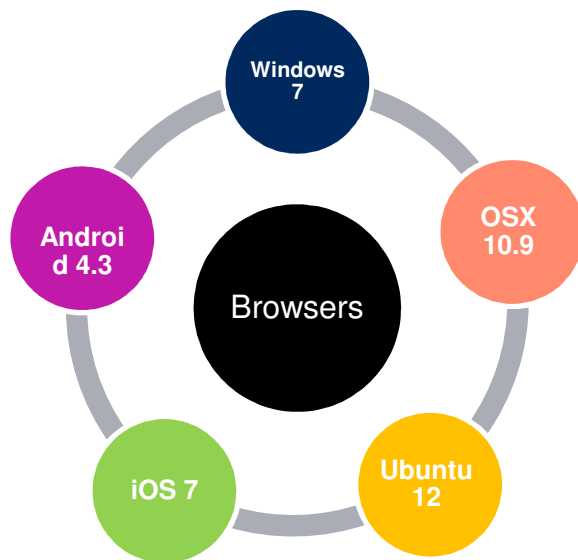 Windows
7
OSX
10.9
Ubuntu
12
iOS 7
Androi
d 4.3
Browsers